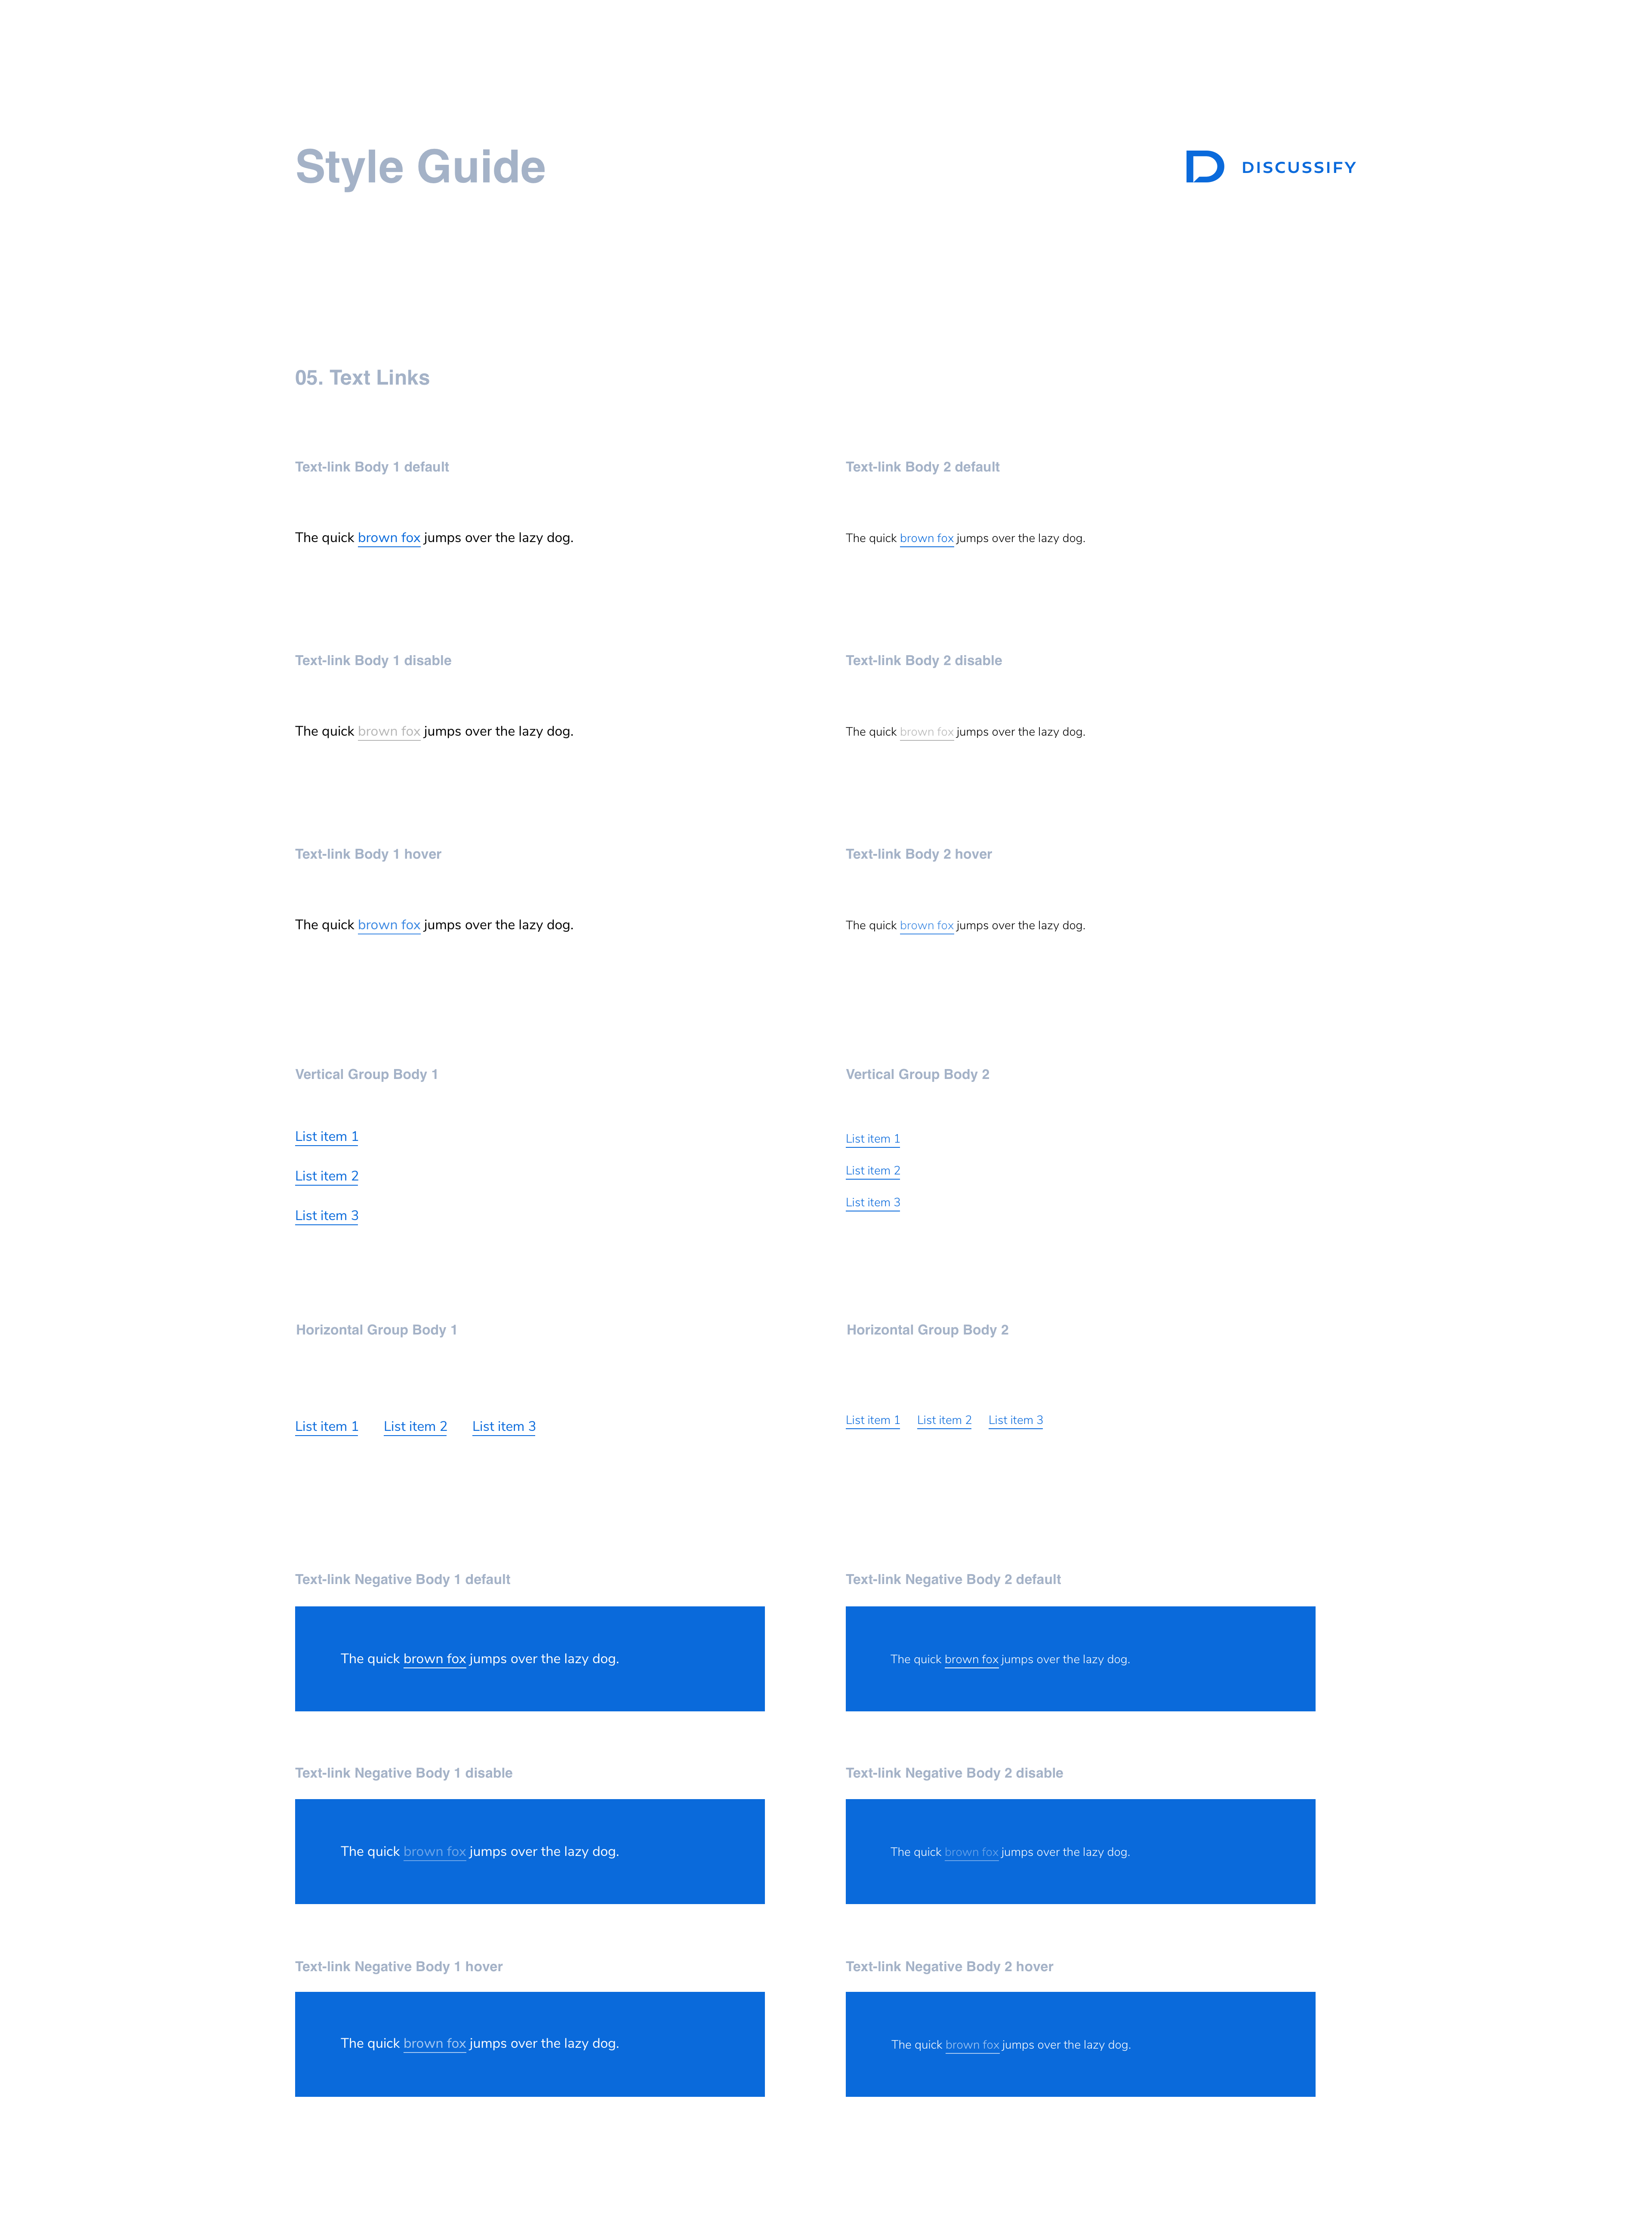 Style Guide
DISCUSSIFY
05. Text Links
Text-link Body 1 default
Text-link Body 2 default
The quick brown fox jumps over the lazy dog.
The quick brown fox jumps over the lazy dog.
Text-link Body 1 disable
Text-link Body 2 disable
The quick brown fox jumps over the lazy dog.
The quick brown fox jumps over the lazy dog.
Text-link Body 1 hover
Text-link Body 2 hover
The quick brown fox jumps over the lazy dog.
The quick brown fox jumps over the lazy dog.
Vertical Group Body 1
List item 1
List item 2
List item 3
Vertical Group Body 2
List item 1
List item 2
List item 3
Horizontal Group Body 1
Horizontal Group Body 2
List item 1 List item 2 List item 3
List item 1 List item 2 List item 3
Text-link Negative Body 1 default
Text-link Negative Body 2 default
The quick brown fox jumps over the lazy dog.
The quick brown fox jumps over the lazy dog.
Text-link Negative Body 1 disable
Text-link Negative Body 2 disable
The quick brown fox jumps over the lazy dog.
The quick brown fox jumps over the lazy dog.
Text-link Negative Body 1 hover
Text-link Negative Body 2 hover
The quick brown fox jumps over the lazy dog.
The quick brown fox jumps over the lazy dog.